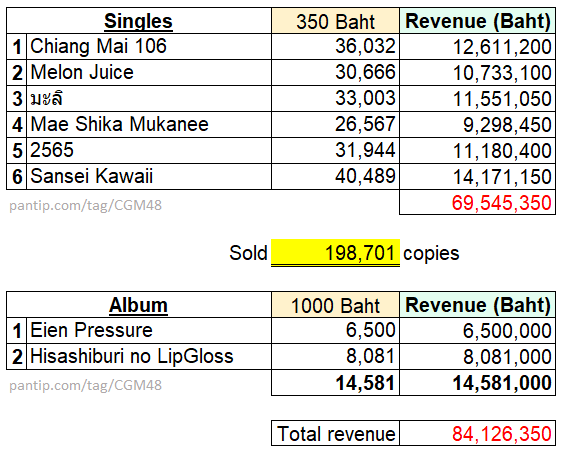 Singles 350 Baht Revenue (Baht)
1 Chiang Mai 106 36,032 12,611,200
2 Melon Juice 30,666 10,733,100
3 มะลิ 33,003 11,551,050
4 Mae Shika Mukanee 26,567 9,298,450
5 2565 31,944 11,180,400
6 Sansei Kawaii 40,489 14,171,150
pantip.com/tag/CGM48 69,545,350
Sold 198,701 copies
Album 1000 Baht Revenue (Baht)
1 Eien Pressure 6,500 6,500,000
2 Hisashiburi no LipGloss 8,081 8,081,000
pantip.com/tag/CGM48 14,581 14,581,000
Total revenue 84,126,350